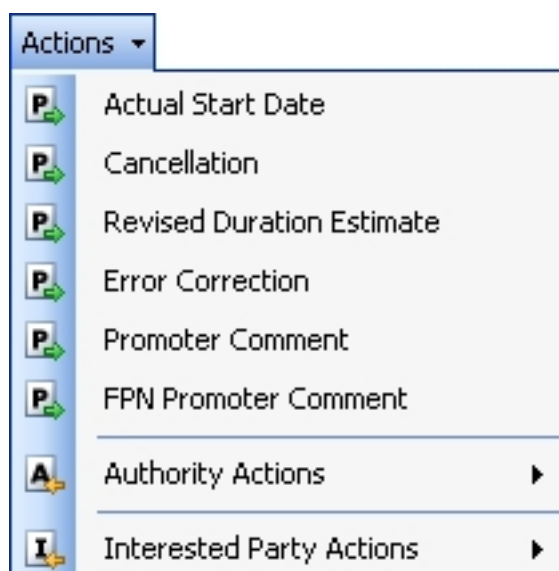 Actions
P Actual Start Date
P Cancellation
P Revised Duration Estimate
P Error Correction
P Promoter Comment
P FPN Promoter Comment
A Authority Actions
I Interested Party Actions